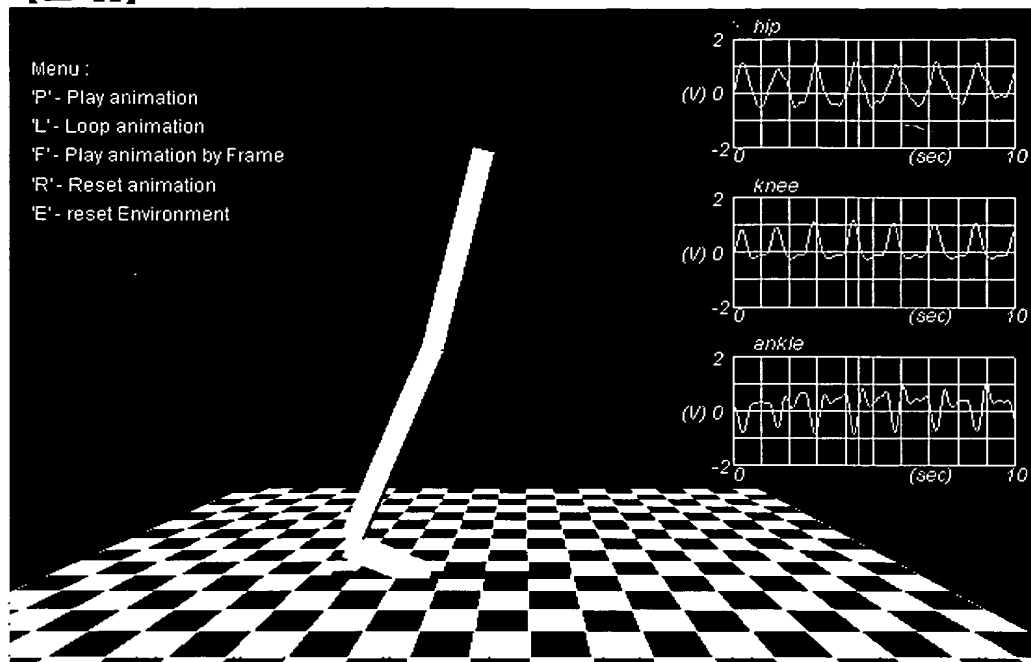 Menu :
'P' - Play animation
'L' - Loop animation
'F' - Play animation by Frame
'R' - Reset animation
'E' - reset Environment
hip
2
(V) 0
-2
0
(sec)
10
knee
2
(V) 0
-2
0
(sec)
10
ankle
2
(V) 0
-2
0
(sec)
10